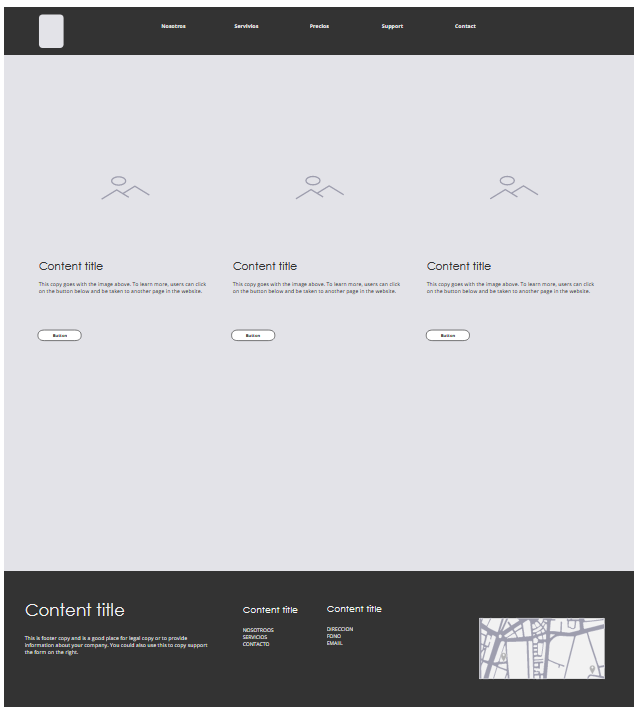 Nosotros
Servivios
Precios
Support
Contact
Content title
This copy goes with the image above. To learn more, users can click
on the button below and be taken to another page in the website.
Button
Content title
This copy goes with the image above. To learn more, users can click
on the button below and be taken to another page in the website.
Button
Content title
This copy goes with the image above. To learn more, users can click
on the button below and be taken to another page in the website.
Button
Content title
This is footer copy and is a good place for legal copy or to provide
information about your company. You could also use this to copy support
the form on the right.
Content title
NOSOTROOS
SERVICIOS
CONTACTO
Content title
DIRECCION
FONO
EMAIL